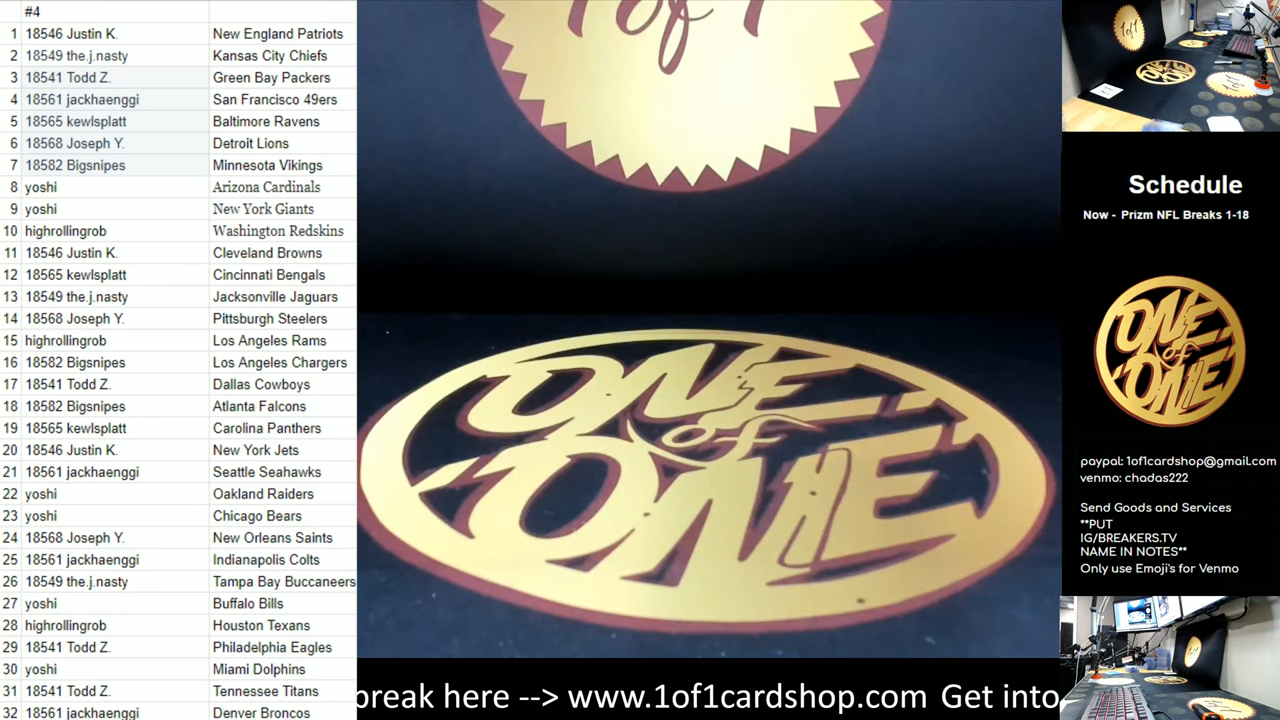 #4
1 18546 Justin K. New England Patriots
2 18549 the.j.nasty Kansas City Chiefs
3 18541 Todd Z. Green Bay Packers
4 18561 jackhaenggi San Francisco 49ers
5 18565 kewlsplatt Baltimore Ravens
6 18568 Joseph Y. Detroit Lions
7 18582 Bigsnipes Minnesota Vikings
8 yoshi Arizona Cardinals
9 yoshi New York Giants
10 highrollingrob Washington Redskins
11 18546 Justin K. Cleveland Browns
12 18565 kewlsplatt Cincinnati Bengals
13 18549 the.j.nasty Jacksonville Jaguars
14 18568 Joseph Y. Pittsburgh Steelers
15 highrollingrob Los Angeles Rams
16 18582 Bigsnipes Los Angeles Chargers
17 18541 Todd Z. Dallas Cowboys
18 18582 Bigsnipes Atlanta Falcons
19 18565 kewlsplatt Carolina Panthers
20 18546 Justin K. New York Jets
21 18561 jackhaenggi Seattle Seahawks
22 yoshi Oakland Raiders
23 yoshi Chicago Bears
24 18568 Joseph Y. New Orleans Saints
25 18561 jackhaenggi Indianapolis Colts
26 18549 the.j.nasty Tampa Bay Buccaneers
27 yoshi Buffalo Bills
28 highrollingrob Houston Texans
29 18541 Todd Z. Philadelphia Eagles
30 yoshi Miami Dolphins
31 18541 Todd Z. Tennessee Titans
32 18561 jackhaenggi Denver Broncos
1of1
ONE
of
ONE
break here --> www.1of1cardshop.com Get into
1of1
Schedule
Now - Prizm NFL Breaks 1-18
ONE
of
ONE
paypal: 1of1cardshop@gmail.com
venmo: chadas222
Send Goods and Services
**PUT
IG/BREAKERS.TV
NAME IN NOTES**
Only use Emoji's for Venmo